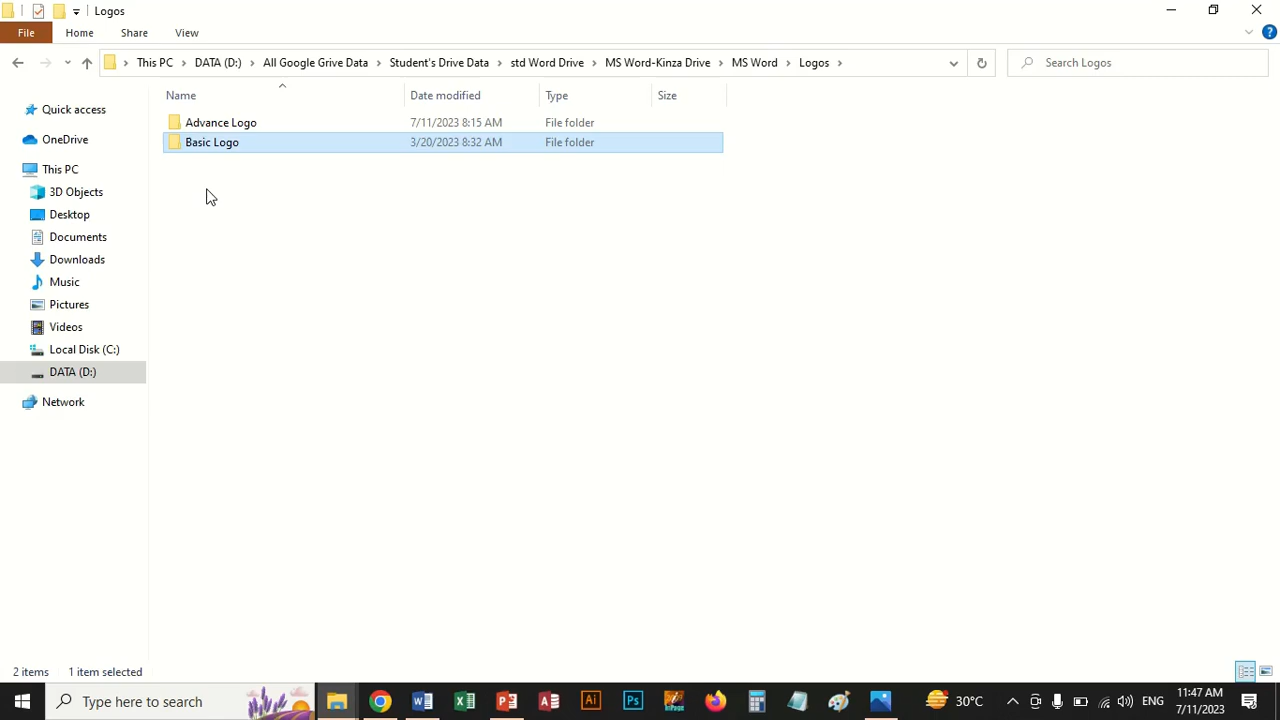 Logos
File Home Share View
This PC DATA (D:) All Google Grive Data Student's Drive Data std Word Drive MS Word-Kinza Drive MS Word Logos
Search Logos
Name Date modified Type Size
Advance Logo 7/11/2023 8:15 AM File folder
Basic Logo 3/20/2023 8:32 AM File folder
Quick access
OneDrive
This PC
3D Objects
Desktop
Documents
Downloads
Music
Pictures
Videos
Local Disk (C:)
DATA (D:)
Network
2 items 1 item selected
Type here to search
Ai
Ps
30°C
ENG
11:47 AM
7/11/2023